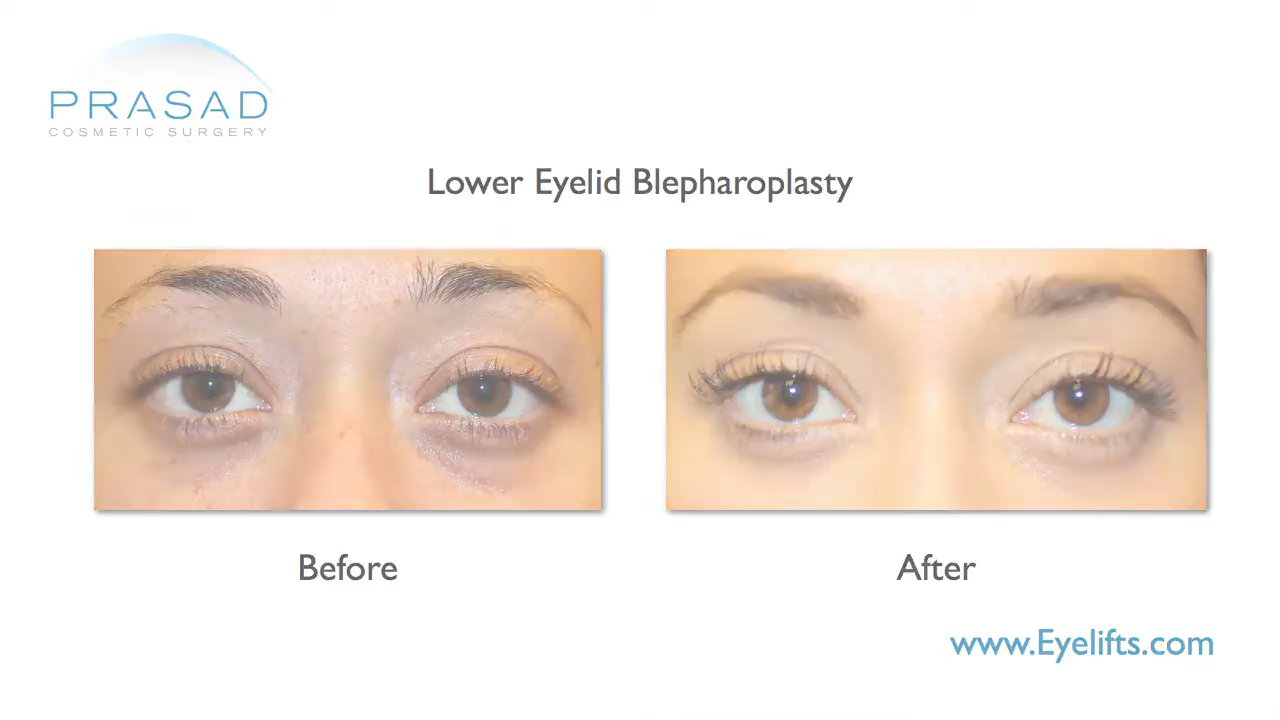 PRASAD
COSMETIC SURGERY
Lower Eyelid Blepharoplasty
Before
After
www.Eyelifts.com